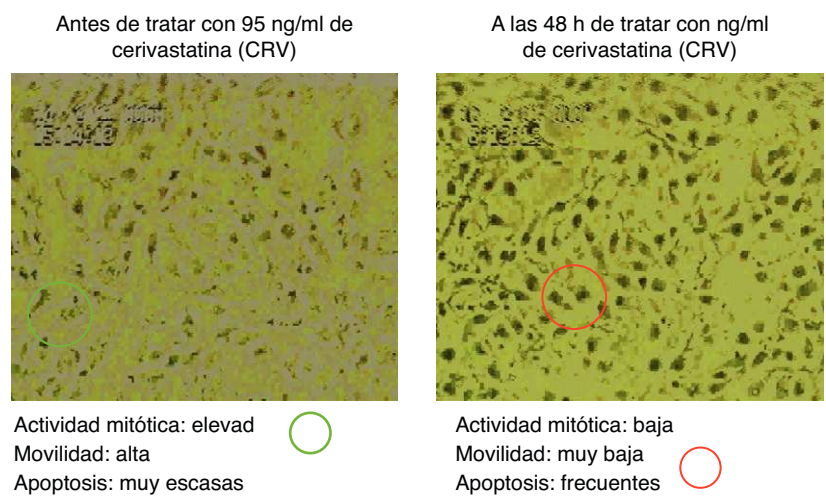 Antes de tratar con 95 ng/ml de
cerivastatina (CRV)
A las 48 h de tratar con ng/ml
de cerivastatina (CRV)
Actividad mitótica: elevad
Movilidad: alta
Apoptosis: muy escasas
Actividad mitótica: baja
Movilidad: muy baja
Apoptosis: frecuentes